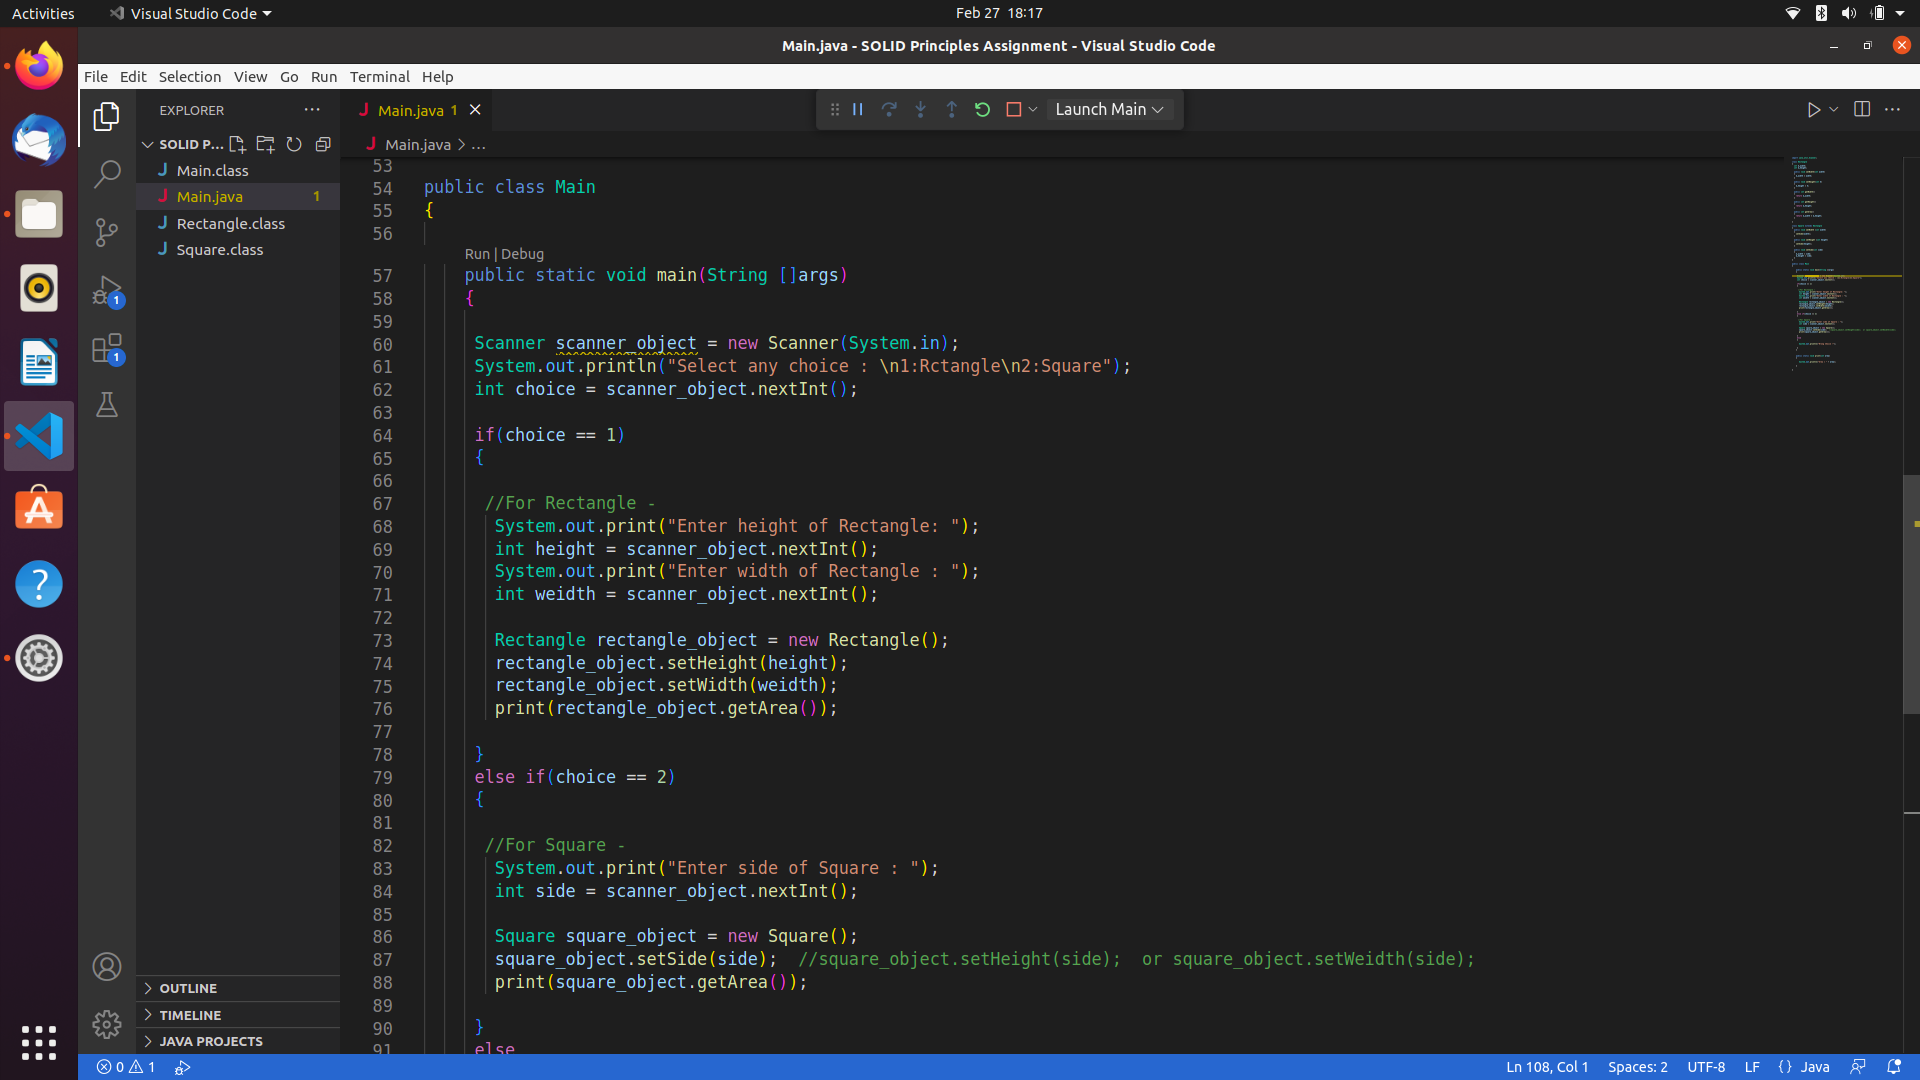 Activities
Visual Studio Code
Feb 27 18:17
Main.java - SOLID Principles Assignment - Visual Studio Code
File Edit Selection View Go Run Terminal Help
EXPLORER
Main.java 1
Launch Main
SOLID P...
Main.java > ...
Main.class
Main.java 1
Rectangle.class
Square.class
1
1
53
54 public class Main
55 {
56
Run | Debug
57 public static void main(String []args)
58 {
59
60 Scanner scanner_object = new Scanner(System.in);
61 System.out.println("Select any choice : \n1:Rctangle\n2:Square");
62 int choice = scanner_object.nextInt();
63
64 if(choice == 1)
65 {
66
67 //For Rectangle -
68 System.out.print("Enter height of Rectangle: ");
69 int height = scanner_object.nextInt();
70 System.out.print("Enter width of Rectangle : ");
71 int weidth = scanner_object.nextInt();
72
73 Rectangle rectangle_object = new Rectangle();
74 rectangle_object.setHeight(height);
75 rectangle_object.setWidth(weidth);
76 print(rectangle_object.getArea());
77
78 }
79 else if(choice == 2)
80 {
81
82 //For Square -
83 System.out.print("Enter side of Square : ");
84 int side = scanner_object.nextInt();
85
86 Square square_object = new Square();
87 square_object.setSide(side);  //square_object.setHeight(side);  or square_object.setWeidth(side);
88 print(square_object.getArea());
89
90 }
91 else
OUTLINE
TIMELINE
JAVA PROJECTS
0 1
Ln 108, Col 1 Spaces: 2 UTF-8 LF {} Java